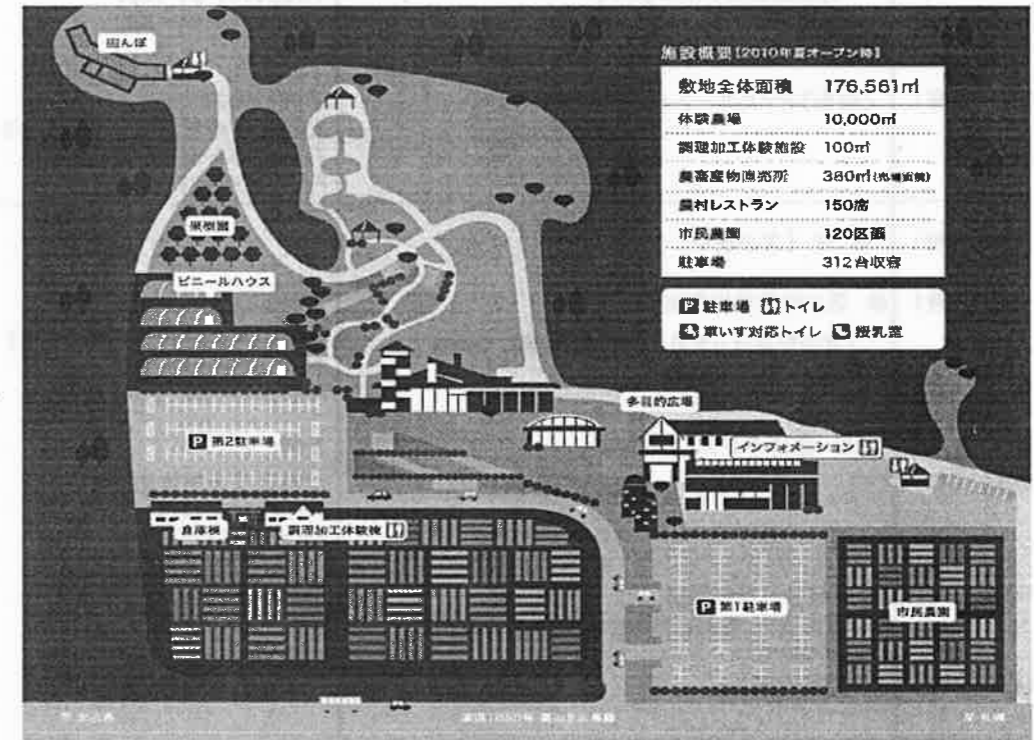 田んぼ
施設概要【2010年夏オープン時】
敷地全体面積 176,561㎡
体験農場 10,000㎡
調理加工体験施設 100㎡
農畜産物直売所 380㎡(売場面積)
農村レストラン 150席
市民農園 120区画
駐車場 312台収容
P 駐車場 トイレ
車いす対応トイレ 授乳室
果樹園
ビニールハウス
多目的広場
インフォメーション
P 第2駐車場
倉庫棟
調理加工体験棟
P 第1駐車場
市民農園